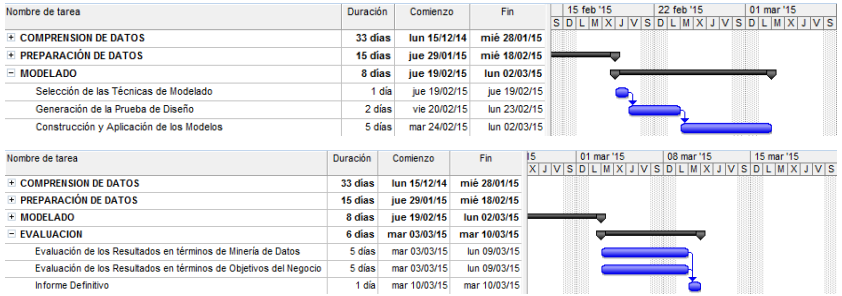 Nombre de tarea Duración Comienzo Fin 15 feb '15 22 feb '15 01 mar '15
S D L M X J V S D L M X J V S D L M X J V S
+ COMPRENSION DE DATOS 33 días lun 15/12/14 mié 28/01/15
+ PREPARACIÓN DE DATOS 15 días jue 29/01/15 mié 18/02/15
− MODELADO 8 días jue 19/02/15 lun 02/03/15
Selección de las Técnicas de Modelado 1 día jue 19/02/15 jue 19/02/15
Generación de la Prueba de Diseño 2 días vie 20/02/15 lun 23/02/15
Construcción y Aplicación de los Modelos 5 días mar 24/02/15 lun 02/03/15
Nombre de tarea Duración Comienzo Fin 15 01 mar '15 08 mar '15 15 mar '15
X J V S D L M X J V S D L M X J V S D L M X J V S
+ COMPRENSION DE DATOS 33 días lun 15/12/14 mié 28/01/15
+ PREPARACIÓN DE DATOS 15 días jue 29/01/15 mié 18/02/15
+ MODELADO 8 días jue 19/02/15 lun 02/03/15
− EVALUACION 6 días mar 03/03/15 mar 10/03/15
Evaluación de los Resultados en términos de Minería de Datos 5 días mar 03/03/15 lun 09/03/15
Evaluación de los Resultados en términos de Objetivos del Negocio 5 días mar 03/03/15 lun 09/03/15
Informe Definitivo 1 día mar 10/03/15 mar 10/03/15